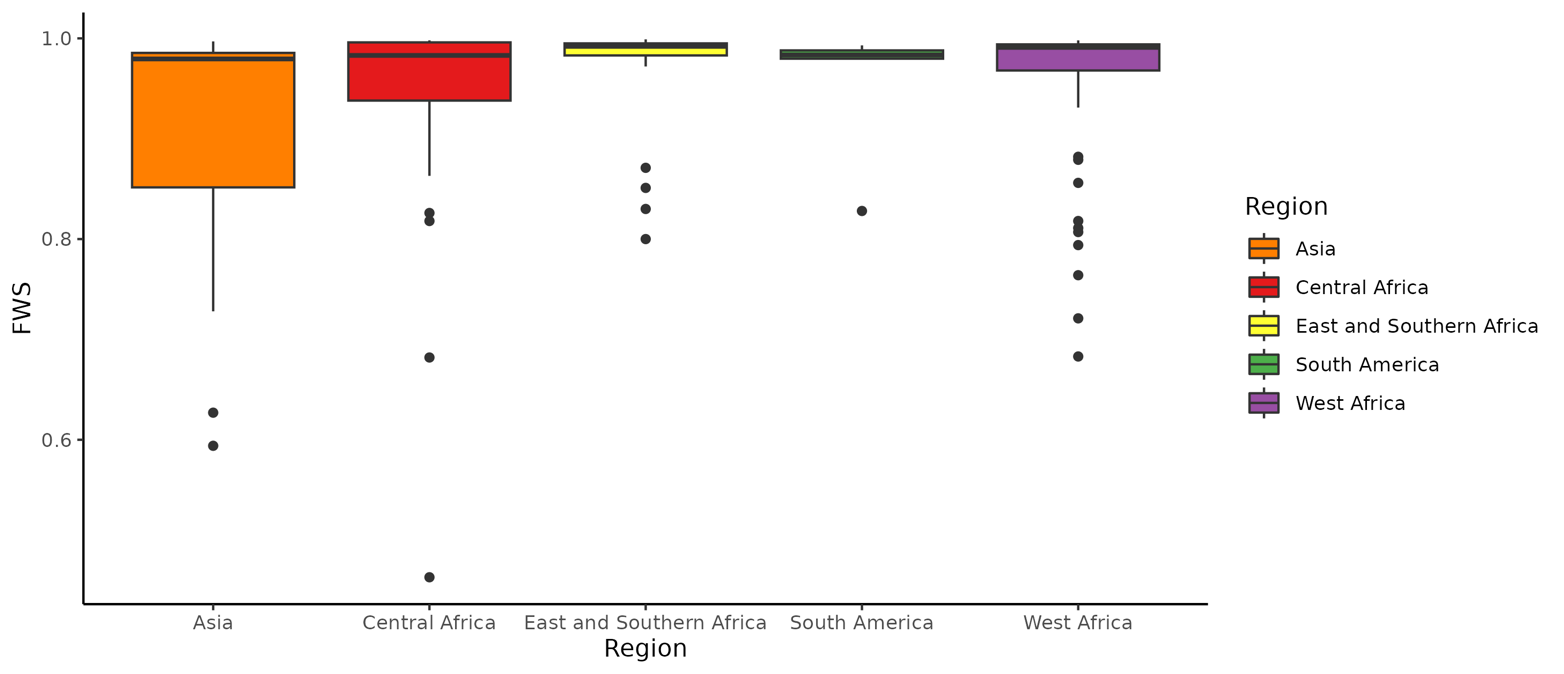 FWS
1.0
0.8
0.6
Asia
Central Africa
East and Southern Africa
South America
West Africa
Region
Region
Asia
Central Africa
East and Southern Africa
South America
West Africa